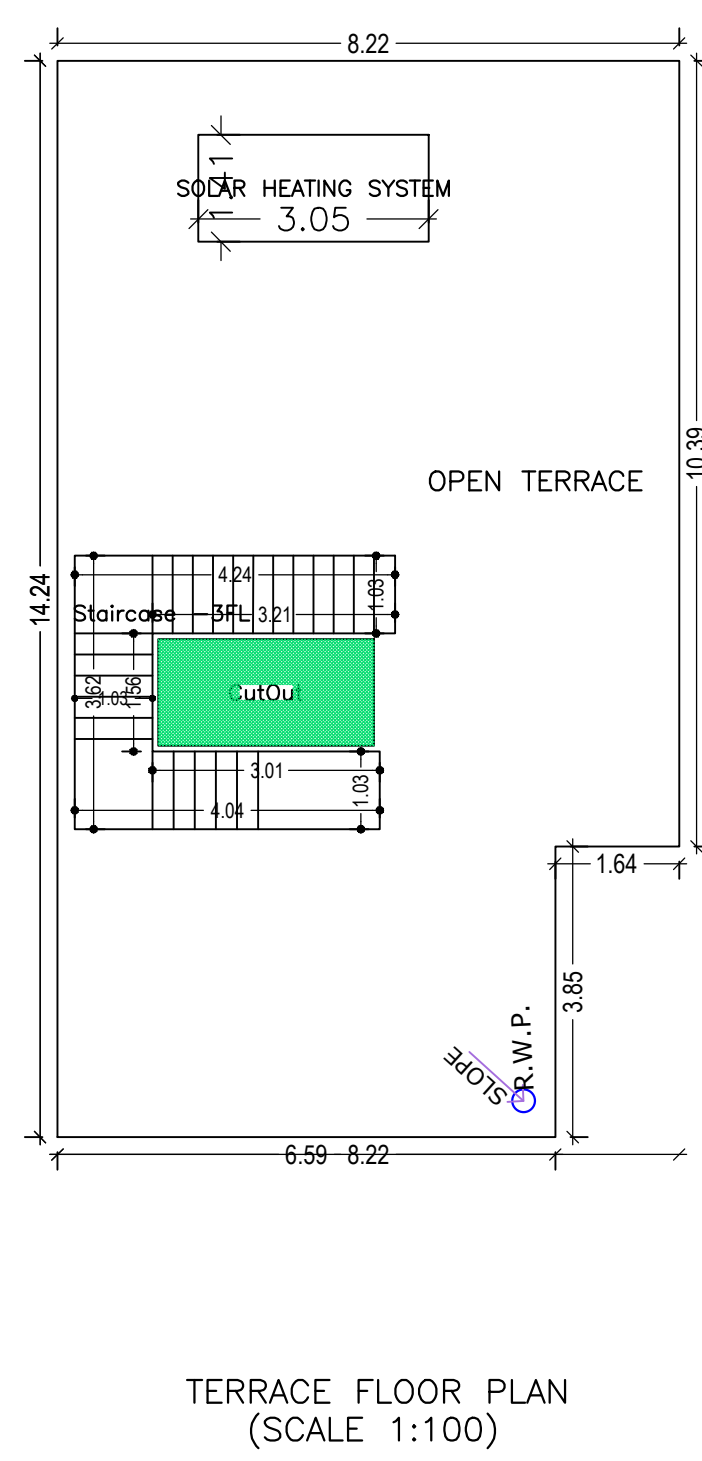 8.22
1.41
SOLAR HEATING SYSTEM
3.05
10.39
OPEN TERRACE
14.24
4.24
1.03
Staircase -3FL
3.21
3.62
1.03
1.56
CutOut
3.01
1.03
4.04
1.64
3.85
R.W.P.
SLOPE
6.59
8.22
TERRACE FLOOR PLAN
(SCALE 1:100)